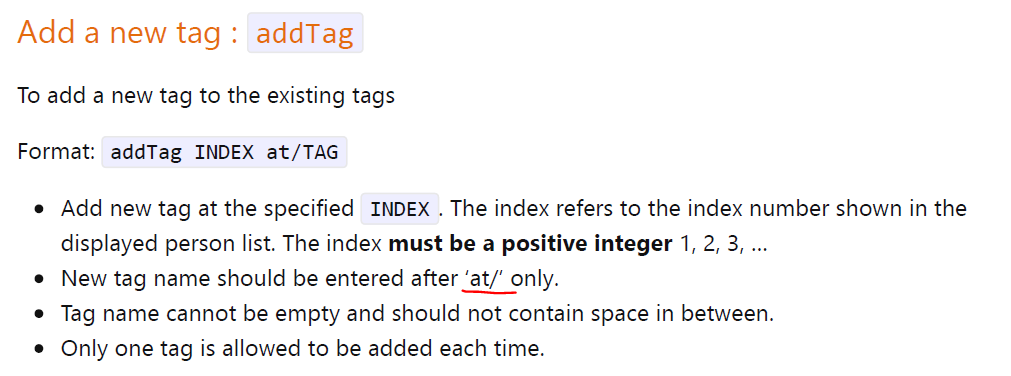 Add a new tag : addTag
To add a new tag to the existing tags
Format: addTag INDEX at/TAG
• Add new tag at the specified INDEX. The index refers to the index number shown in the
displayed person list. The index must be a positive integer 1, 2, 3, …
• New tag name should be entered after ‘at/‘ only.
• Tag name cannot be empty and should not contain space in between.
• Only one tag is allowed to be added each time.